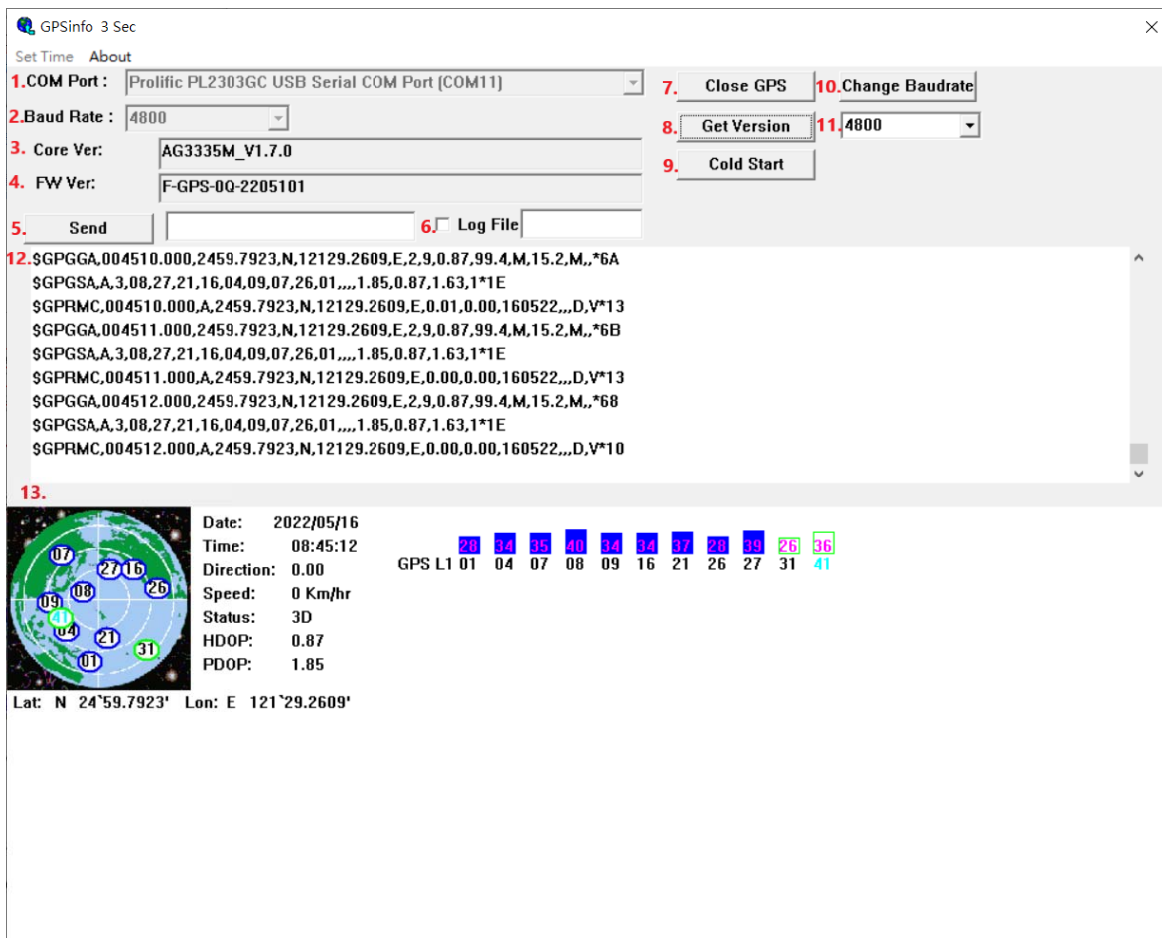 GPSinfo 3 Sec
Set Time About
1.COM Port : Prolific PL2303GC USB Serial COM Port (COM11)
7. Close GPS 10.Change Baudrate
2.Baud Rate : 4800
8. Get Version 11.4800
3. Core Ver: AG3335M_V1.7.0
9. Cold Start
4. FW Ver: F-GPS-0Q-2205101
5. Send 6. Log File
12.$GPGGA,004510.000,2459.7923,N,12129.2609,E,2,9,0.87,99.4,M,15.2,M,,*6A
$GPGSA,A,3,08,27,21,16,04,09,07,26,01,,,,1.85,0.87,1.63,1*1E
$GPRMC,004510.000,A,2459.7923,N,12129.2609,E,0.01,0.00,160522,,,D,V*13
$GPGGA,004511.000,2459.7923,N,12129.2609,E,2,9,0.87,99.4,M,15.2,M,,*6B
$GPGSA,A,3,08,27,21,16,04,09,07,26,01,,,,1.85,0.87,1.63,1*1E
$GPRMC,004511.000,A,2459.7923,N,12129.2609,E,0.00,0.00,160522,,,D,V*13
$GPGGA,004512.000,2459.7923,N,12129.2609,E,2,9,0.87,99.4,M,15.2,M,,*68
$GPGSA,A,3,08,27,21,16,04,09,07,26,01,,,,1.85,0.87,1.63,1*1E
$GPRMC,004512.000,A,2459.7923,N,12129.2609,E,0.00,0.00,160522,,,D,V*10
13.
07
27 16
08 26
09
41
04 21
31
01
Date: 2022/05/16
Time: 08:45:12
Direction: 0.00
Speed: 0 Km/hr
Status: 3D
HDOP: 0.87
PDOP: 1.85
28 34 35 40 34 34 37 28 39 26 36
GPS L1 01 04 07 08 09 16 21 26 27 31 41
Lat: N 24`59.7923' Lon: E 121`29.2609'